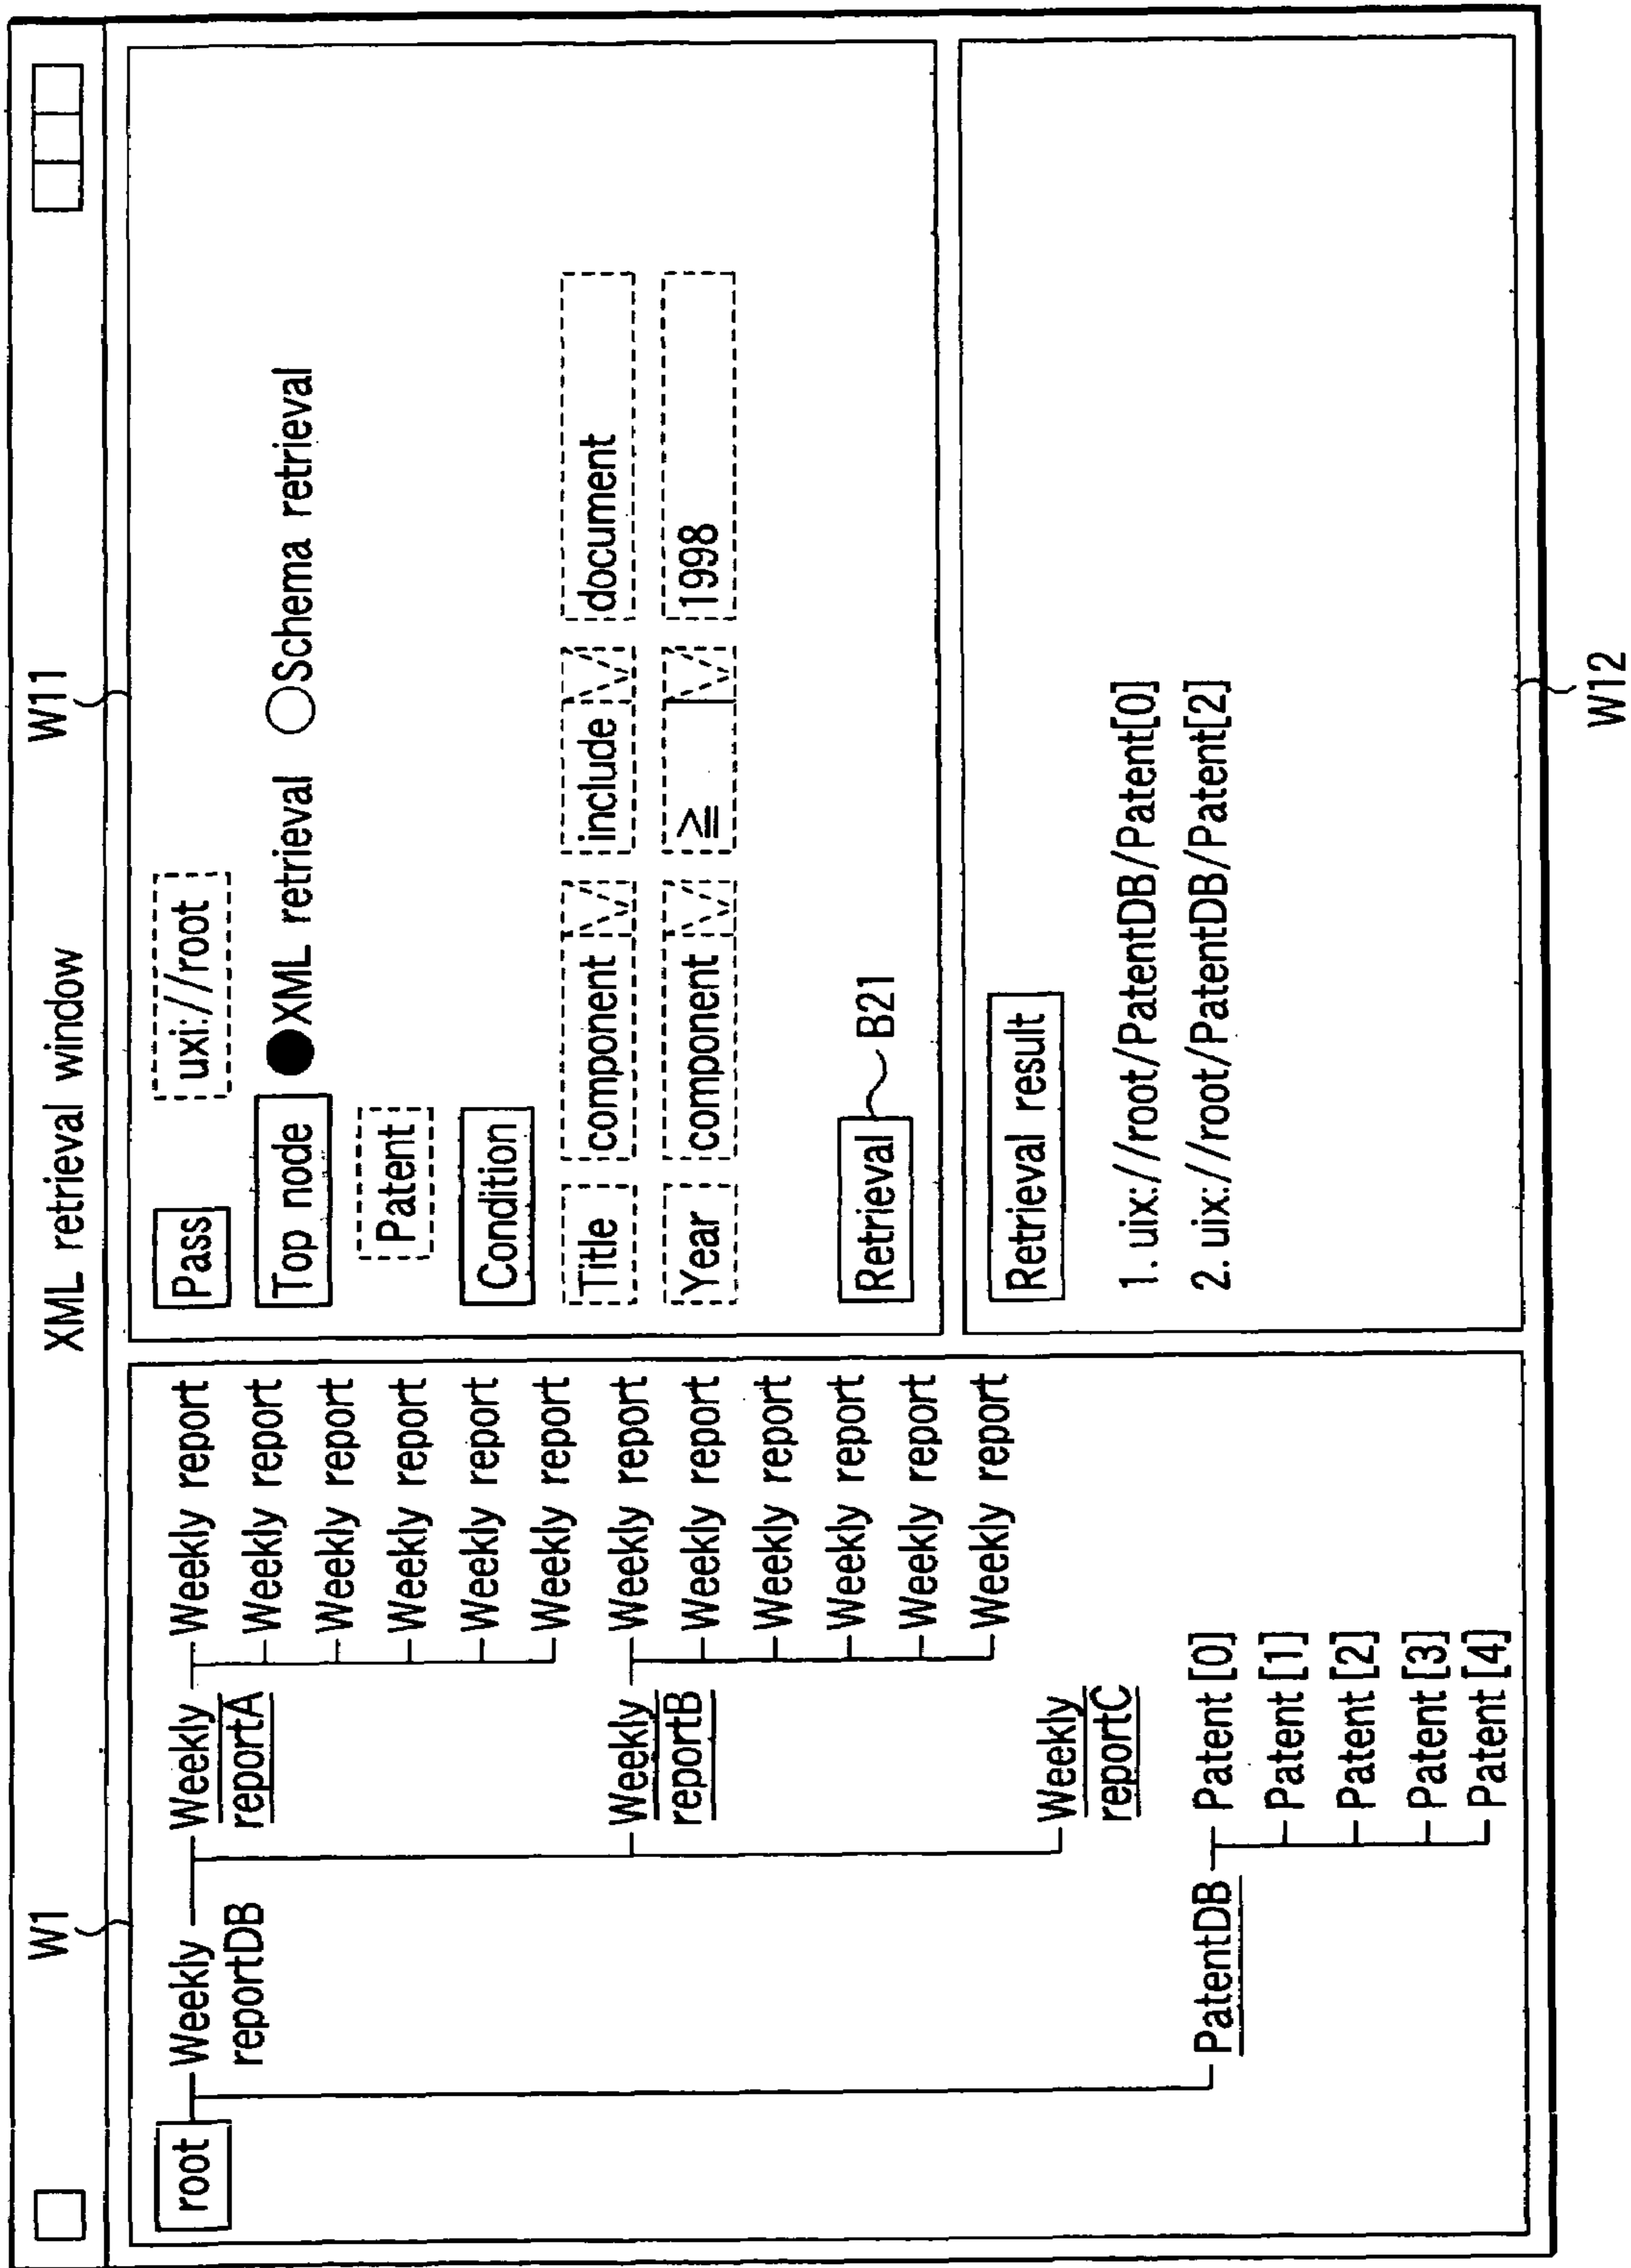 XML retrieval window
W1
W11
root
Weekly
reportDB
Weekly
reportA
Weekly report
Weekly report
Weekly report
Weekly report
Weekly report
Weekly report
Weekly
reportB
Weekly report
Weekly report
Weekly report
Weekly report
Weekly report
Weekly report
Weekly
reportC
PatentDB
Patent [0]
Patent [1]
Patent [2]
Patent [3]
Patent [4]
Pass uxi://root
Top node XML retrieval Schema retrieval
Patent
Condition
Title component include document
Year component ≧ 1998
Retrieval B21
Retrieval result
1. uix://root/PatentDB/Patent[0]
2. uix://root/PatentDB/Patent[2]
W12